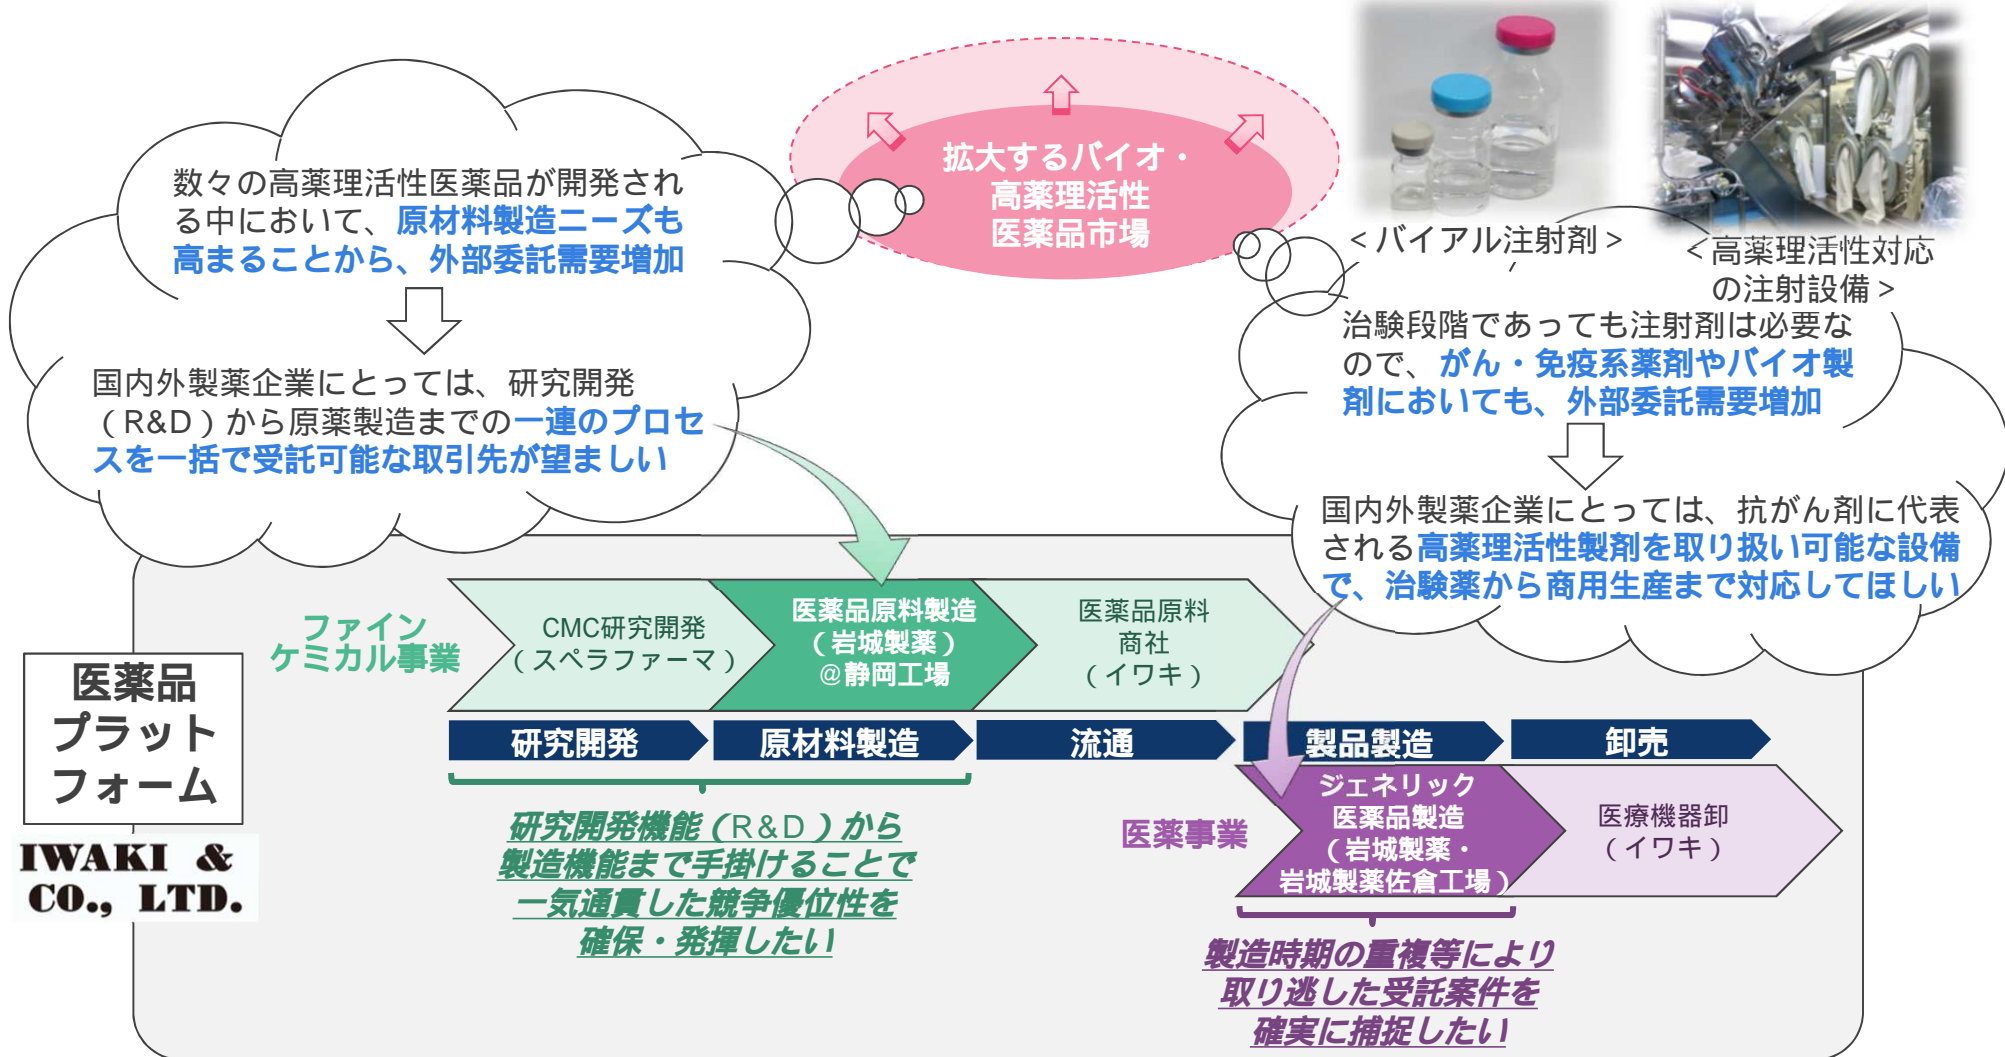 拡大するバイオ・
高薬理活性
医薬品市場
数々の高薬理活性医薬品が開発され
る中において、原材料製造ニーズも
高まることから、外部委託需要増加
国内外製薬企業にとっては、研究開発
（R&D）から原薬製造までの一連のプロセ
スを一括で受託可能な取引先が望ましい
＜バイアル注射剤＞
＜高薬理活性対応
の注射設備＞
治験段階であっても注射剤は必要な
ので、がん・免疫系薬剤やバイオ製
剤においても、外部委託需要増加
国内外製薬企業にとっては、抗がん剤に代表
される高薬理活性製剤を取り扱い可能な設備
で、治験薬から商用生産まで対応してほしい
医薬品
プラット
フォーム
IWAKI &
CO., LTD.
ファイン
ケミカル事業
CMC研究開発
（スペラファーマ）
医薬品原料製造
（岩城製薬）
@静岡工場
医薬品原料
商社
（イワキ）
研究開発
原材料製造
流通
製品製造
卸売
研究開発機能（R&D）から
製造機能まで手掛けることで
一気通貫した競争優位性を
確保・発揮したい
医薬事業
ジェネリック
医薬品製造
（岩城製薬・
岩城製薬佐倉工場）
医療機器卸
（イワキ）
製造時期の重複等により
取り逃した受託案件を
確実に捕捉したい